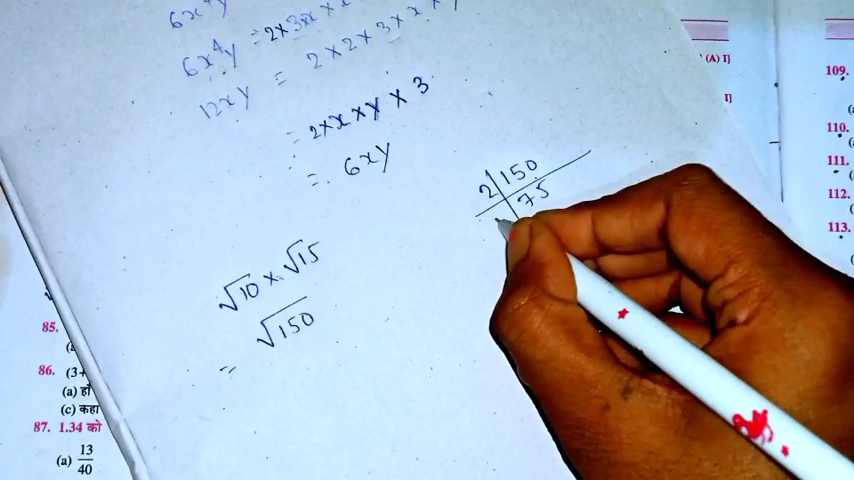 6x⁴y
6x⁴y = 2×3×x×x
12xy = 2×2×3×x×y
= 2×x×y×3
= 6xy
√10 × √15
= √150
2 150
75
(A) I]
I]
109.
(a
110.
(a
111.
(
112.
(
113.
(
85.
(a
86. (3+
(a) हाँ
(c) कहा
87. 1.34 को
(a) 13/40